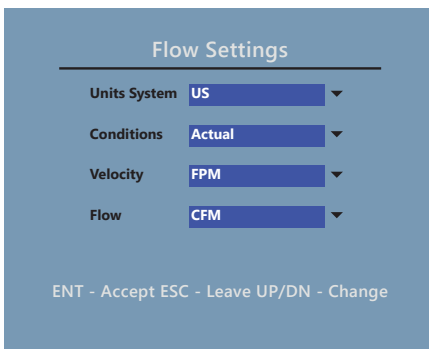 Flow Settings
Units System US
Conditions Actual
Velocity FPM
Flow CFM
ENT - Accept ESC - Leave UP/DN - Change